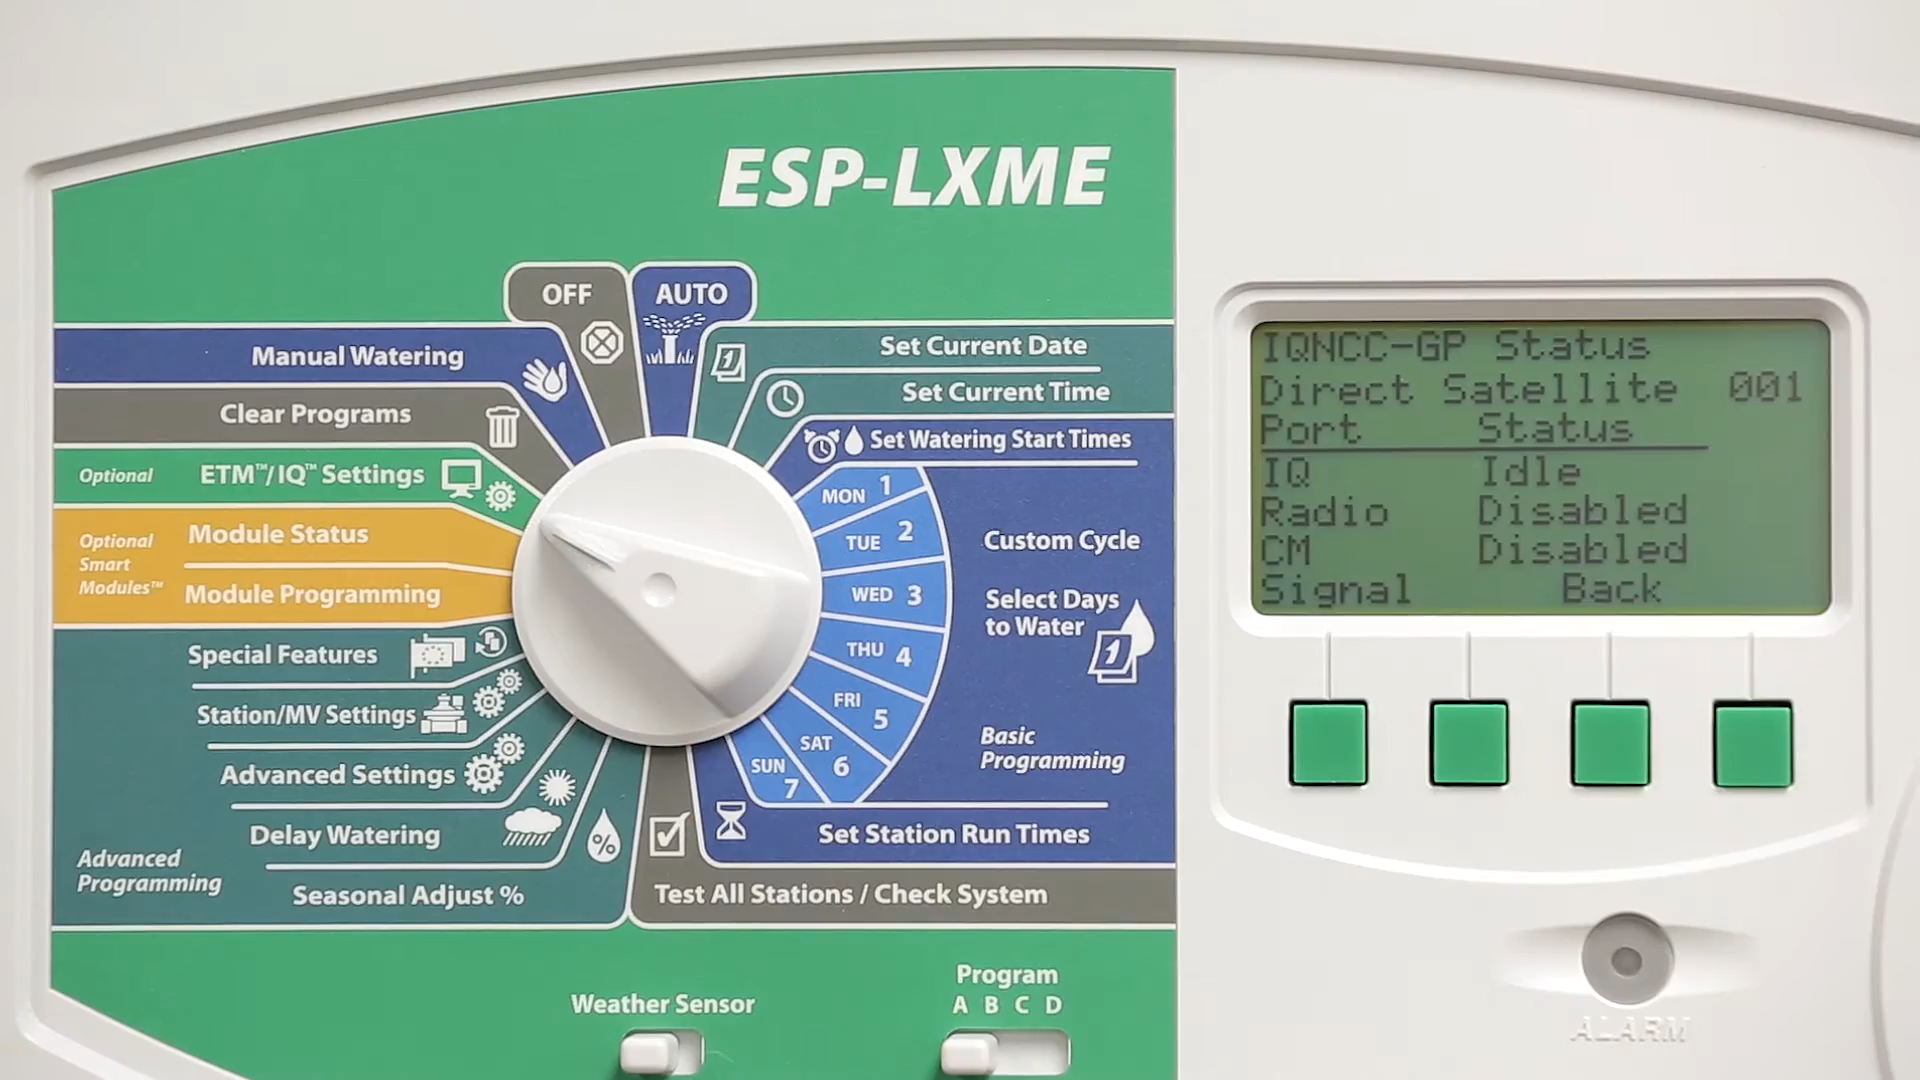 ESP-LXME
OFF
AUTO
Manual Watering
Clear Programs
Optional
ETM™/IQ™ Settings
Optional
Smart
Modules™
Module Status
Module Programming
Special Features
Station/MV Settings
Advanced Settings
Delay Watering
Advanced
Programming
Seasonal Adjust %
%
1
Set Current Date
Set Current Time
Set Watering Start Times
MON 1
TUE 2
WED 3
THU 4
FRI 5
SAT 6
SUN 7
Custom Cycle
Select Days
to Water
1
Basic
Programming
Set Station Run Times
Test All Stations / Check System
Weather Sensor
Program
A B C D
IQNCC-GP Status
Direct Satellite 001
Port Status
IQ Idle
Radio Disabled
CM Disabled
Signal Back
ALARM